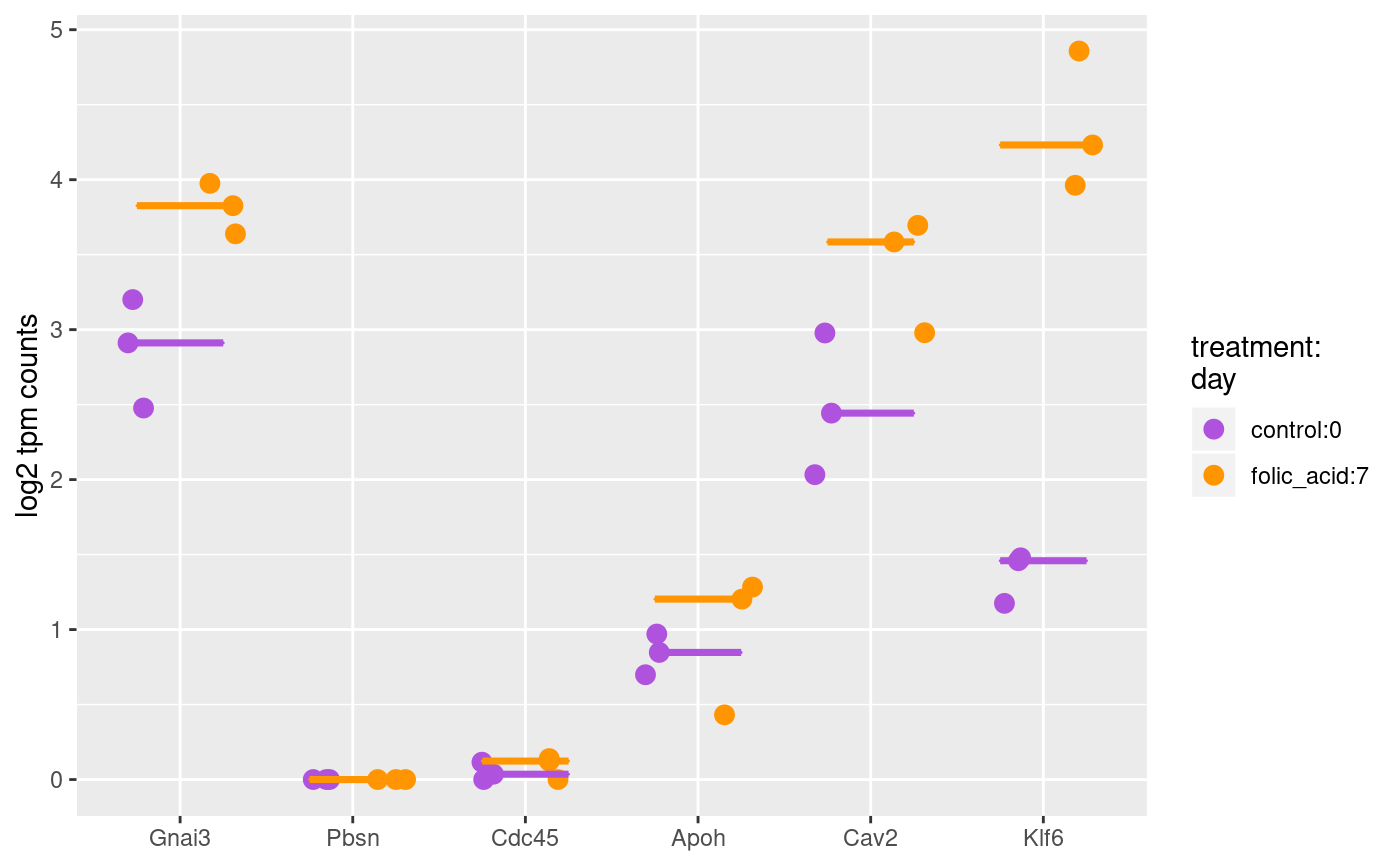 5
4
3
2
1
0
log2 tpm counts
Gnai3 Pbsn Cdc45 Apoh Cav2 Klf6
treatment:
day
control:0
folic_acid:7